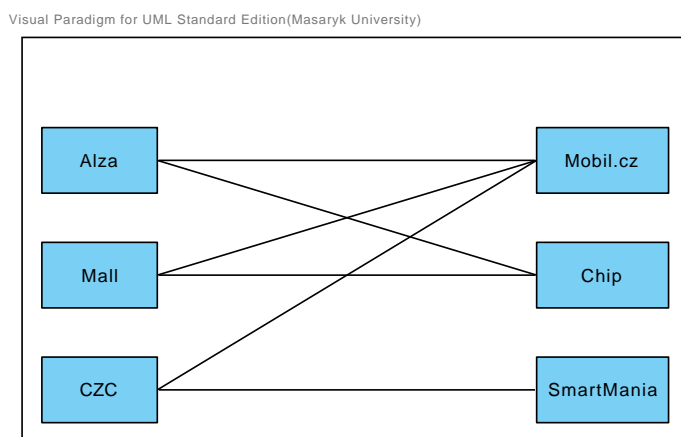 Visual Paradigm for UML Standard Edition(Masaryk University)
Alza
Mobil.cz
Mall
Chip
CZC
SmartMania